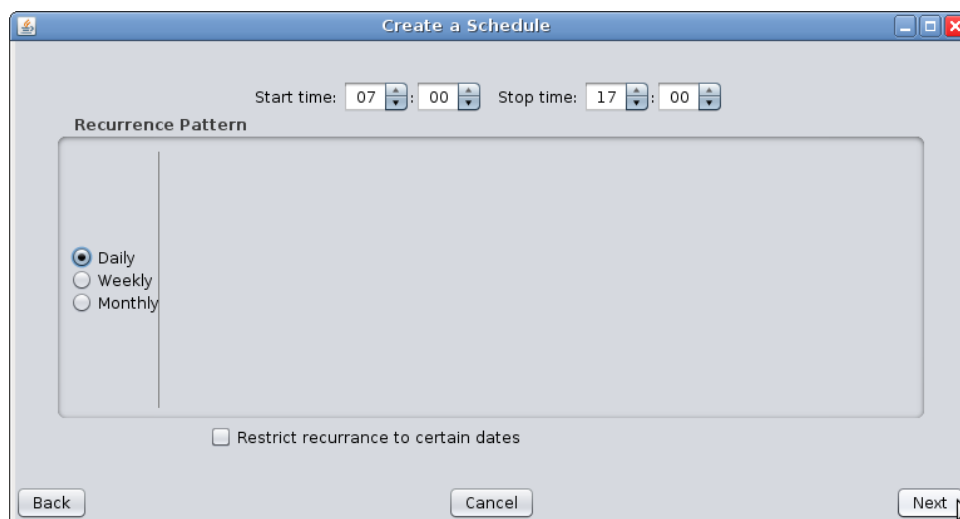 Create a Schedule
Start time: 07 : 00 Stop time: 17 : 00
Recurrence Pattern
Daily
Weekly
Monthly
Restrict recurrance to certain dates
Back Cancel Next